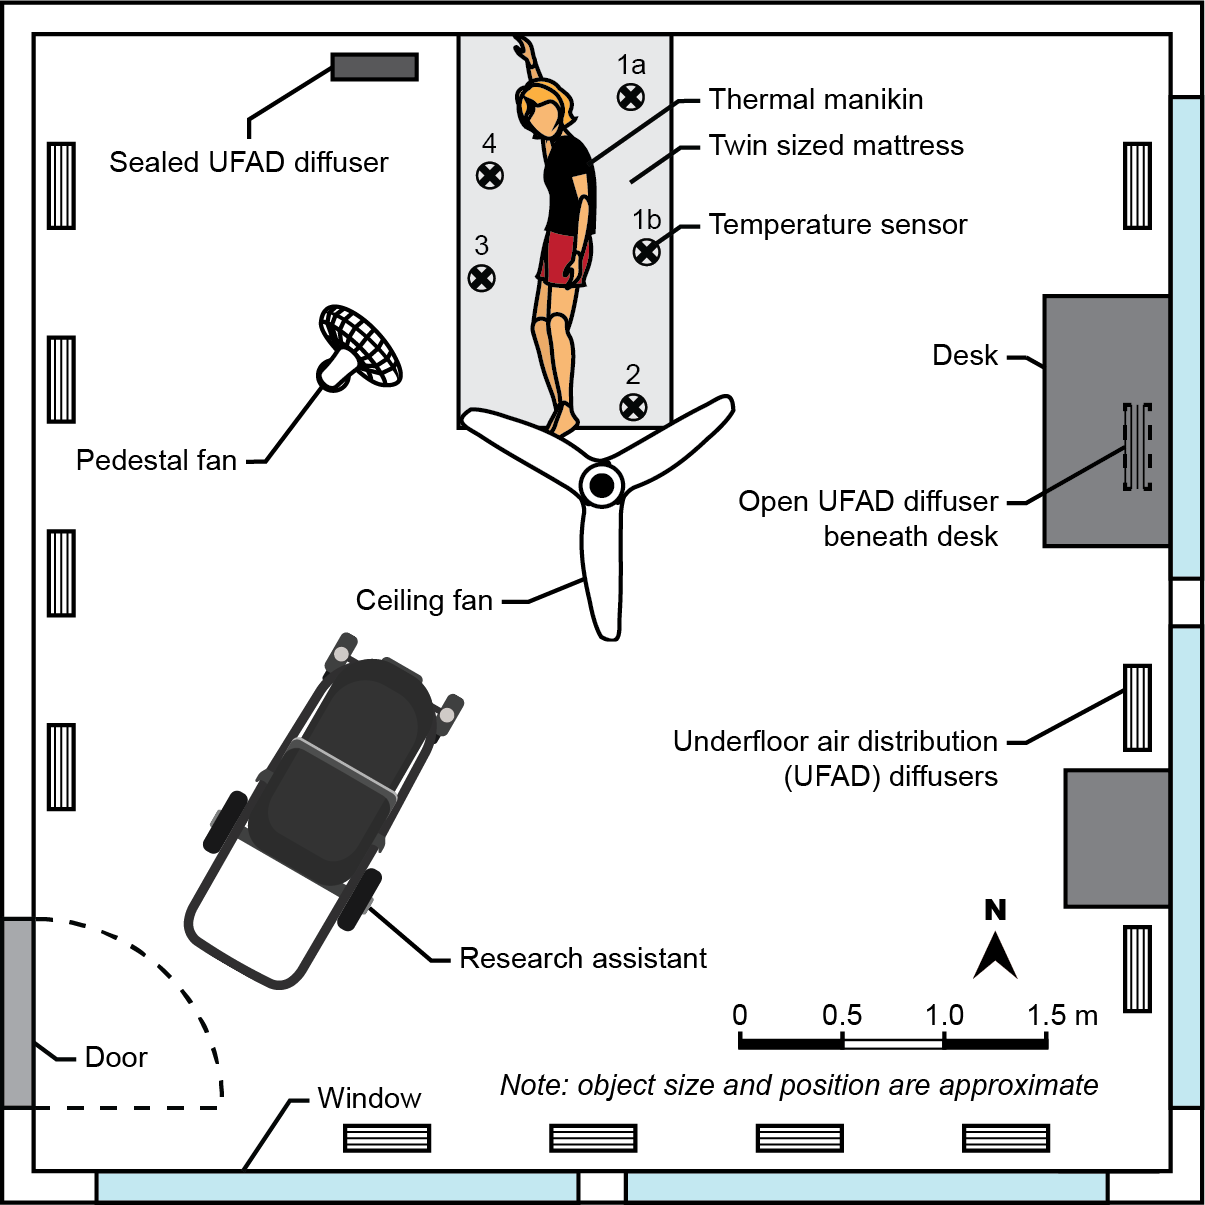 1a
Thermal manikin
4
Twin sized mattress
Sealed UFAD diffuser
1b
Temperature sensor
3
Desk
2
Pedestal fan
Open UFAD diffuser
beneath desk
Ceiling fan
Underfloor air distribution
(UFAD) diffusers
N
Research assistant
0 0.5 1.0 1.5 m
Door
Note: object size and position are approximate
Window